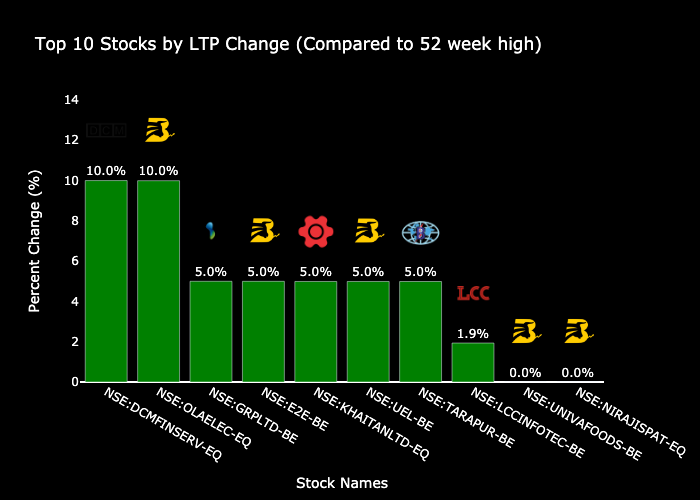 Top 10 Stocks by LTP Change (Compared to 52 week high)
Percent Change (%)
14
12
10
8
6
4
2
0
DCM
LCC
10.0%
10.0%
5.0%
5.0%
5.0%
5.0%
5.0%
1.9%
0.0%
0.0%
NSE:DCMFINSERV-EQ
NSE:OLAELEC-EQ
NSE:GRPLTD-BE
NSE:E2E-BE
NSE:KHAITANLTD-EQ
NSE:UEL-BE
NSE:TARAPUR-BE
NSE:LCCINFOTEC-BE
NSE:UNIVAFOODS-BE
NSE:NIRAJISPAT-EQ
Stock Names